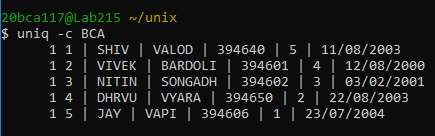 20bca117@Lab215 ~/unix
$ uniq -c BCA
1 1 | SHIV | VALOD | 394640 | 5 | 11/08/2003
1 2 | VIVEK | BARDOLI | 394601 | 4 | 12/08/2000
1 3 | NITIN | SONGADH | 394602 | 3 | 03/02/2001
1 4 | DHRVU | VYARA | 394650 | 2 | 22/08/2003
1 5 | JAY | VAPI | 394606 | 1 | 23/07/2004